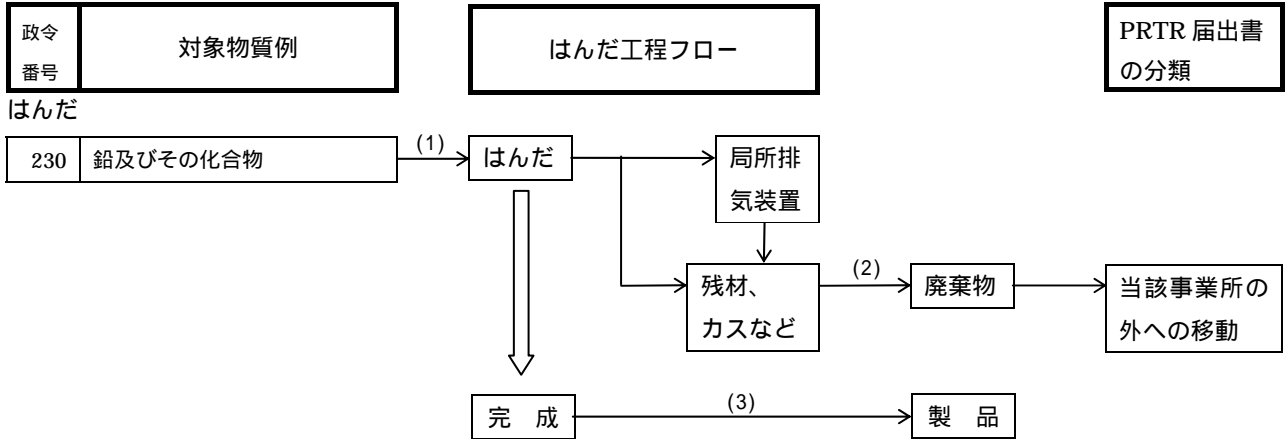 政令
番号
対象物質例
はんだ工程フロー
PRTR 届出書
の分類
はんだ
230 鉛及びその化合物
(1)
はんだ
局所排
気装置
残材、
カスなど
(2)
廃棄物
当該事業所の
外への移動
完 成
(3)
製 品